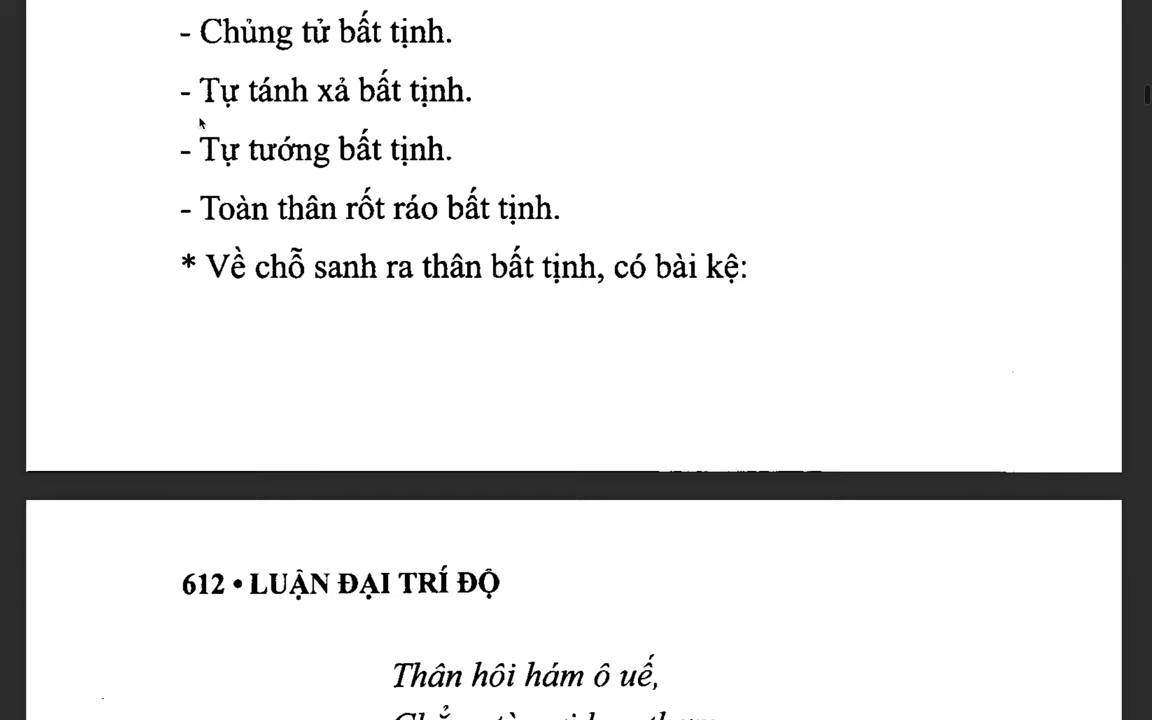 - Chủng tử bất tịnh.
- Tự tánh xả bất tịnh.
- Tự tướng bất tịnh.
- Toàn thân rốt ráo bất tịnh.
* Về chỗ sanh ra thân bất tịnh, có bài kệ:
612 • LUẬN ĐẠI TRÍ ĐỘ
Thân hôi hám ô uế,